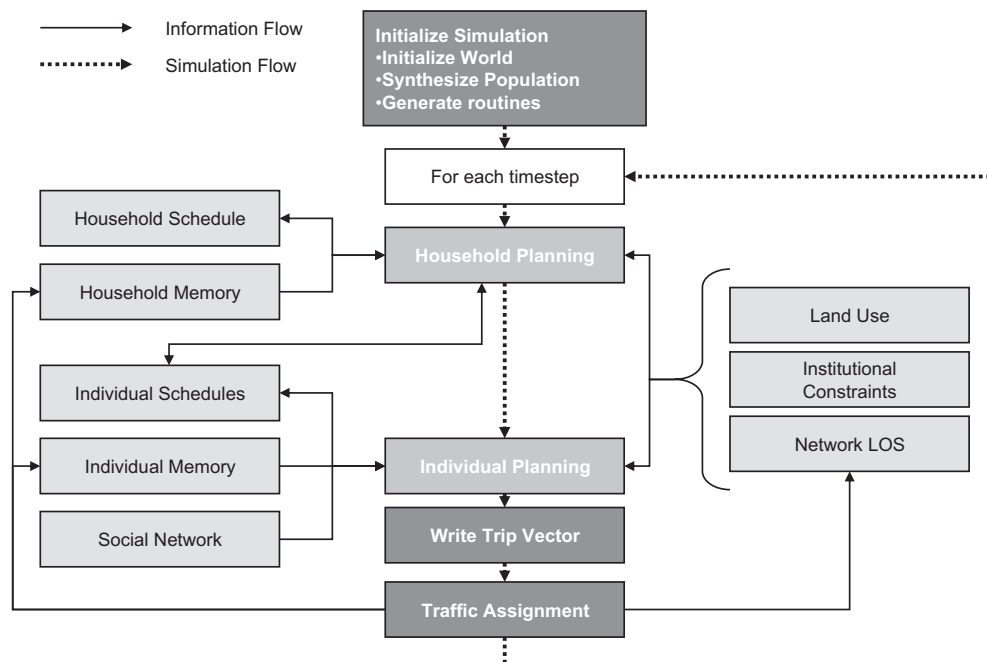 Information Flow
Simulation Flow
Initialize Simulation
•Initialize World
•Synthesize Population
•Generate routines
For each timestep
Household Schedule
Household Planning
Household Memory
Land Use
Institutional
Constraints
Individual Schedules
Network LOS
Individual Memory
Individual Planning
Social Network
Write Trip Vector
Traffic Assignment